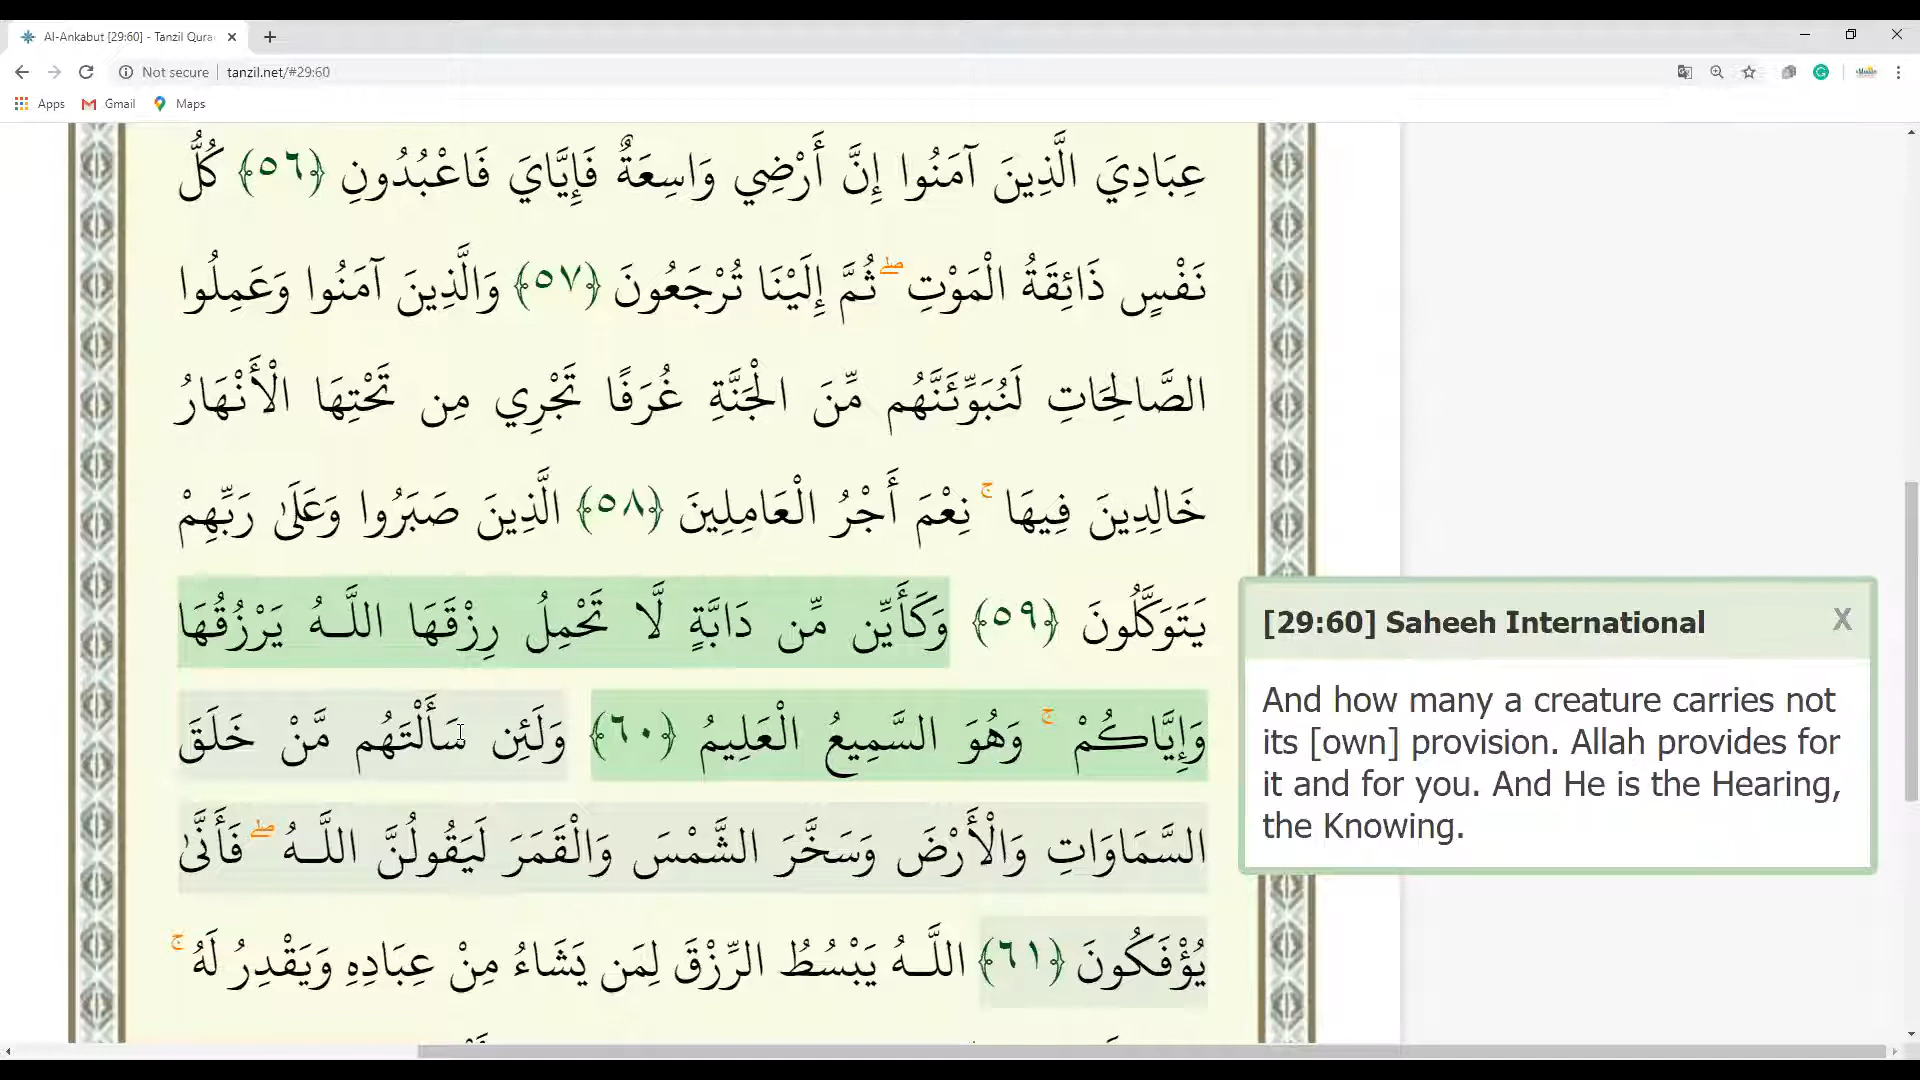 Al-Ankabut [29:60] - Tanzil Qura
Not secure
tanzil.net/#29:60
Apps
Gmail
Maps
عِبَادِيَ الَّذِينَ آمَنُوا إِنَّ أَرْضِي وَاسِعَةٌ فَإِيَّايَ فَاعْبُدُونِ ﴿٥٦﴾ كُلُّ
نَفْسٍ ذَائِقَةُ الْمَوْتِ ۖ ثُمَّ إِلَيْنَا تُرْجَعُونَ ﴿٥٧﴾ وَالَّذِينَ آمَنُوا وَعَمِلُوا
الصَّالِحَاتِ لَنُبَوِّئَنَّهُم مِّنَ الْجَنَّةِ غُرَفًا تَجْرِي مِن تَحْتِهَا الْأَنْهَارُ
خَالِدِينَ فِيهَا ۚ نِعْمَ أَجْرُ الْعَامِلِينَ ﴿٥٨﴾ الَّذِينَ صَبَرُوا وَعَلَىٰ رَبِّهِمْ
يَتَوَكَّلُونَ ﴿٥٩﴾ وَكَأَيِّن مِّن دَابَّةٍ لَّا تَحْمِلُ رِزْقَهَا اللَّـهُ يَرْزُقُهَا
وَإِيَّاكُمْ ۚ وَهُوَ السَّمِيعُ الْعَلِيمُ ﴿٦٠﴾ وَلَئِن سَأَلْتَهُم مَّنْ خَلَقَ
السَّمَاوَاتِ وَالْأَرْضَ وَسَخَّرَ الشَّمْسَ وَالْقَمَرَ لَيَقُولُنَّ اللَّـهُ ۖ فَأَنَّىٰ
يُؤْفَكُونَ ﴿٦١﴾ اللَّـهُ يَبْسُطُ الرِّزْقَ لِمَن يَشَاءُ مِنْ عِبَادِهِ وَيَقْدِرُ لَهُ ۚ
[29:60] Saheeh International
X
And how many a creature carries not
its [own] provision. Allah provides for
it and for you. And He is the Hearing,
the Knowing.